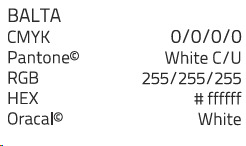 BALTA
CMYK 0/0/0/0
Pantone© White C/U
RGB 255/255/255
HEX # ffffff
Oracal© White